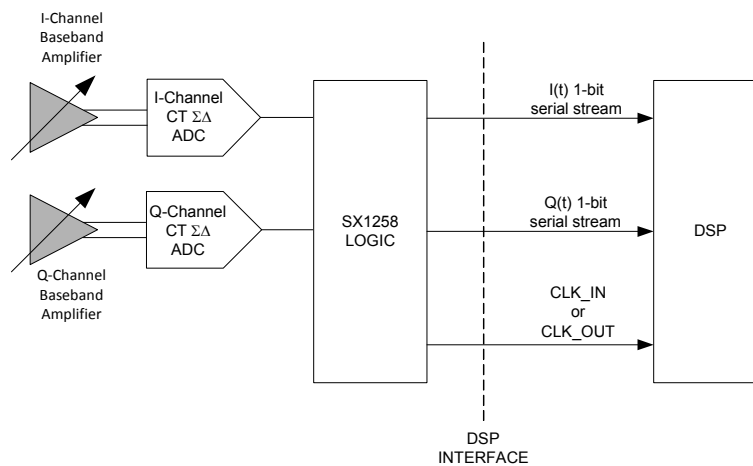 I-Channel
Baseband
Amplifier
I-Channel
CT ΣΔ
ADC
Q-Channel
CT ΣΔ
ADC
Q-Channel
Baseband
Amplifier
SX1258
LOGIC
I(t) 1-bit
serial stream
Q(t) 1-bit
serial stream
CLK_IN
or
CLK_OUT
DSP
DSP
INTERFACE